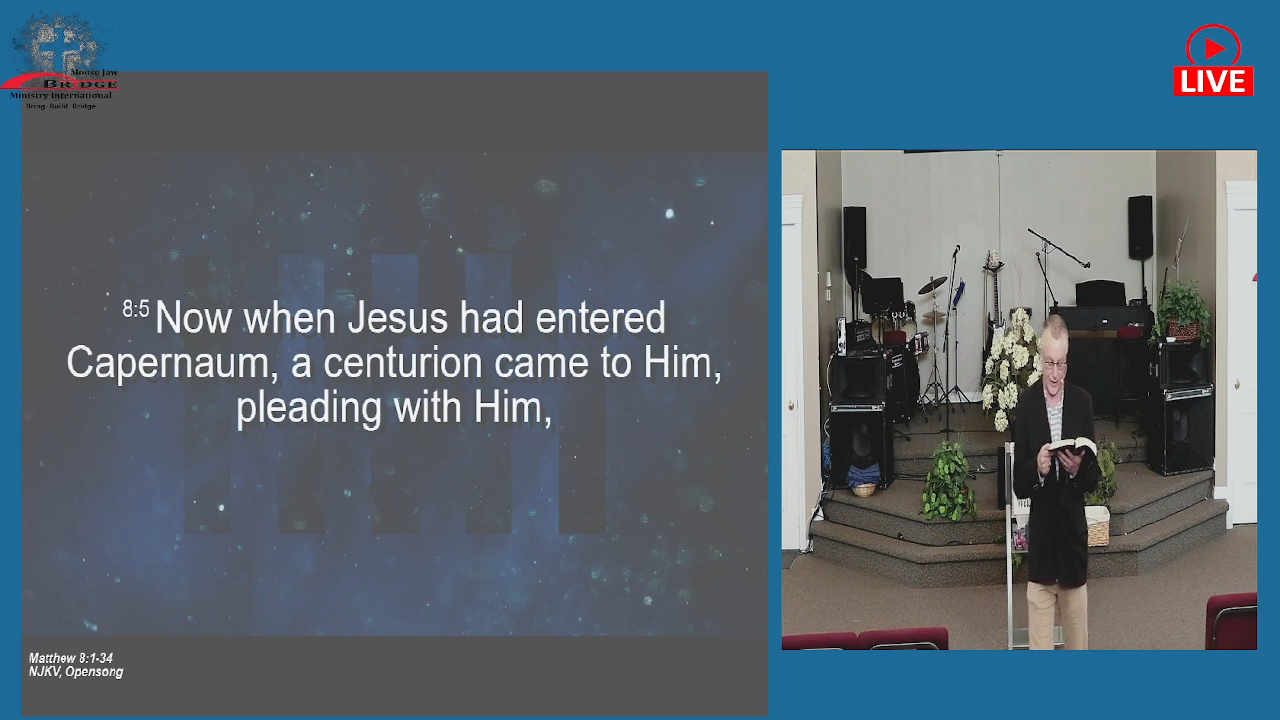 Moose Jaw
BRIDGE
Ministry International
Bring· Build· Bridge
LIVE
8:5 Now when Jesus had entered
Capernaum, a centurion came to Him,
pleading with Him,
Matthew 8:1-34
NJKV, Opensong